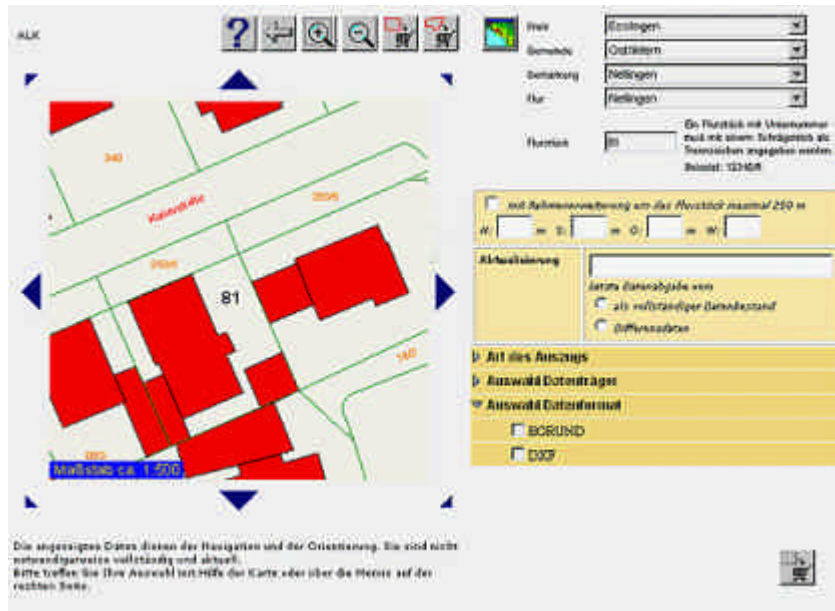 ALK
Kreis Esslingen
Gemeinde Ostfildern
Gemarkung Nellingen
Flur Nellingen
Flurstück 81
Ein Flurstück mit Unternummer
muß mit einem Schrägstrich als
Trennzeichen angegeben werden.
Beispiel: 1234/5
mit Rahmenerweiterung um das Flurstück maximal 250 m
N: m S: m O: m W:
Aktualisierung
letzte Datenabgabe vom
als vollständiger Datenbestand
Differenzdaten
Art des Auszugs
Auswahl Datenträger
Auswahl Datenformat
BGRUND
DXF
340
Kaiserstraße
81
Maßstab ca. 1:500
Die angezeigten Daten dienen der Navigation und der Orientierung. Sie sind nicht
notwendigerweise vollständig und aktuell.
Bitte treffen Sie Ihre Auswahl mit Hilfe der Karte oder über die Menüs auf der
rechten Seite.